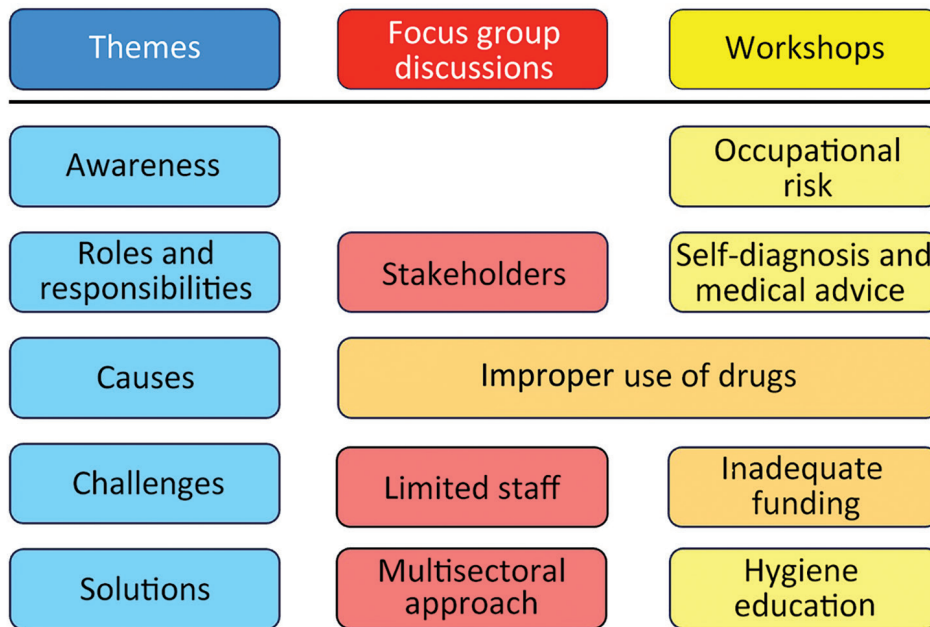 Themes
Focus group
discussions
Workshops
Awareness
Occupational
risk
Roles and
responsibilities
Stakeholders
Self-diagnosis and
medical advice
Causes
Improper use of drugs
Challenges
Limited staff
Inadequate
funding
Solutions
Multisectoral
approach
Hygiene
education